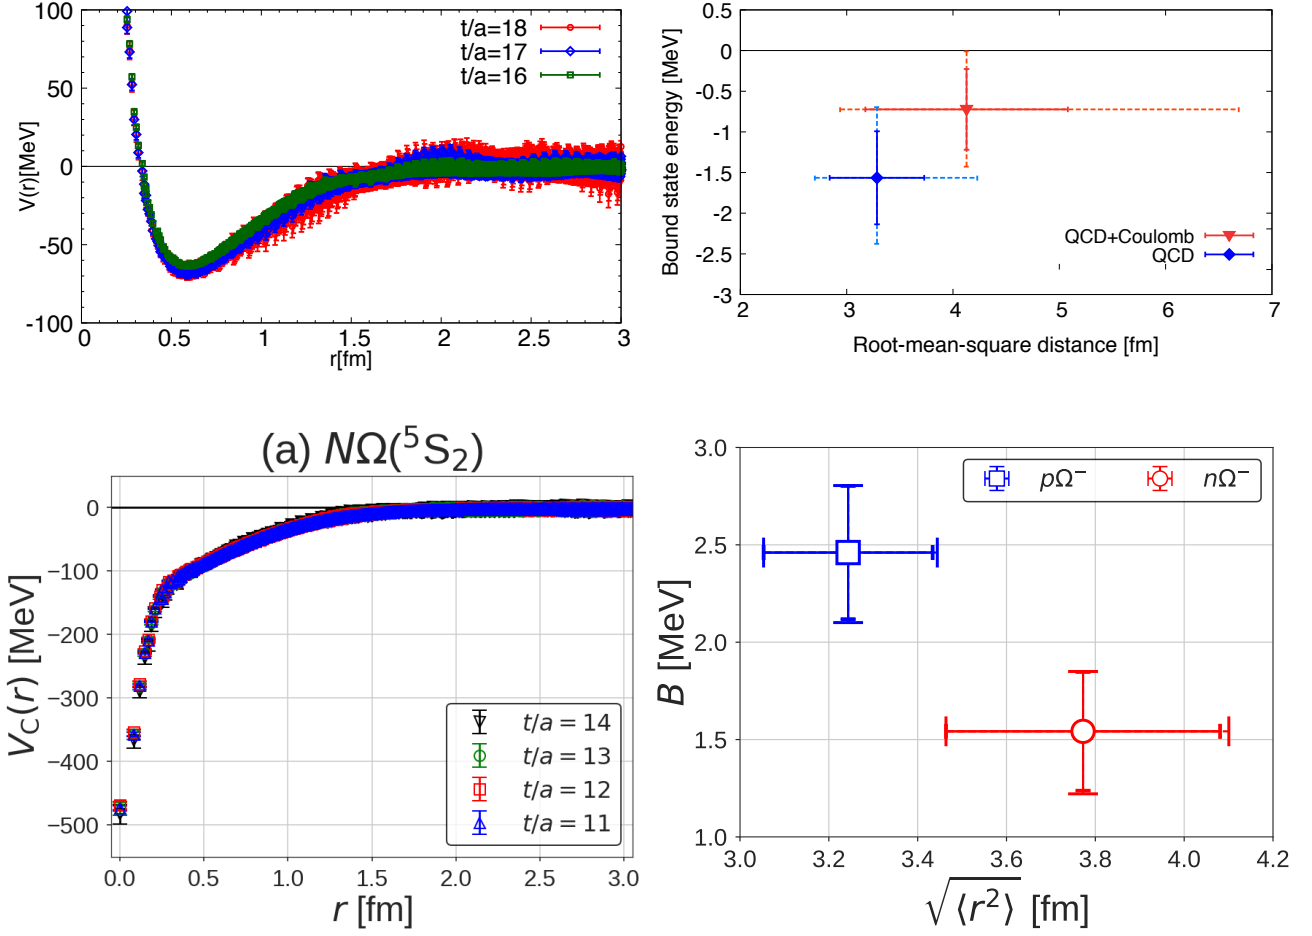 100
50
0
-50
-100
V(r)[MeV]
t/a=18
t/a=17
t/a=16
0 0.5 1 1.5 2 2.5 3
r[fm]
0.5
0
-0.5
-1
-1.5
-2
-2.5
-3
Bound state energy [MeV]
QCD+Coulomb
QCD
2 3 4 5 6 7
Root-mean-square distance [fm]
(a) NΩ(⁵S₂)
0
−100
−200
−300
−400
−500
V_C(r) [MeV]
t/a = 14
t/a = 13
t/a = 12
t/a = 11
0.0 0.5 1.0 1.5 2.0 2.5 3.0
r [fm]
3.0
2.5
2.0
1.5
1.0
B [MeV]
pΩ⁻ nΩ⁻
3.0 3.2 3.4 3.6 3.8 4.0 4.2
√⟨r²⟩ [fm]